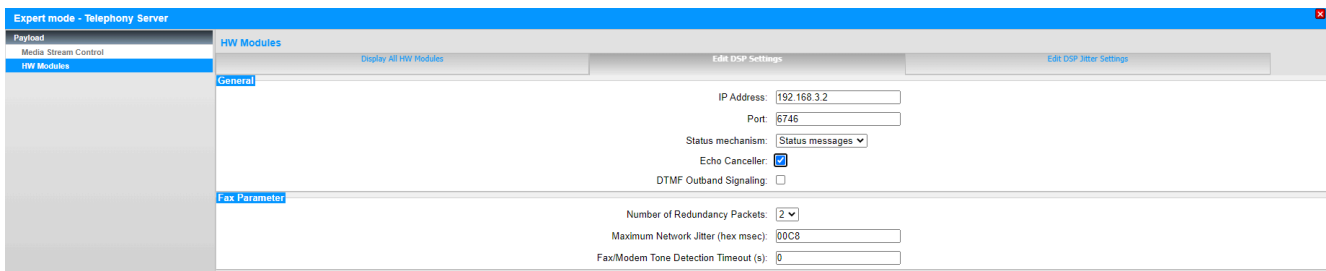 Expert mode - Telephony Server
Payload
Media Stream Control
HW Modules
HW Modules
Display All HW Modules
Edit DSP Settings
Edit DSP Jitter Settings
General
IP Address: 192.168.3.2
Port: 6746
Status mechanism: Status messages
Echo Canceller:
DTMF Outband Signaling:
Fax Parameter
Number of Redundancy Packets: 2
Maximum Network Jitter (hex msec): 00C8
Fax/Modem Tone Detection Timeout (s): 0